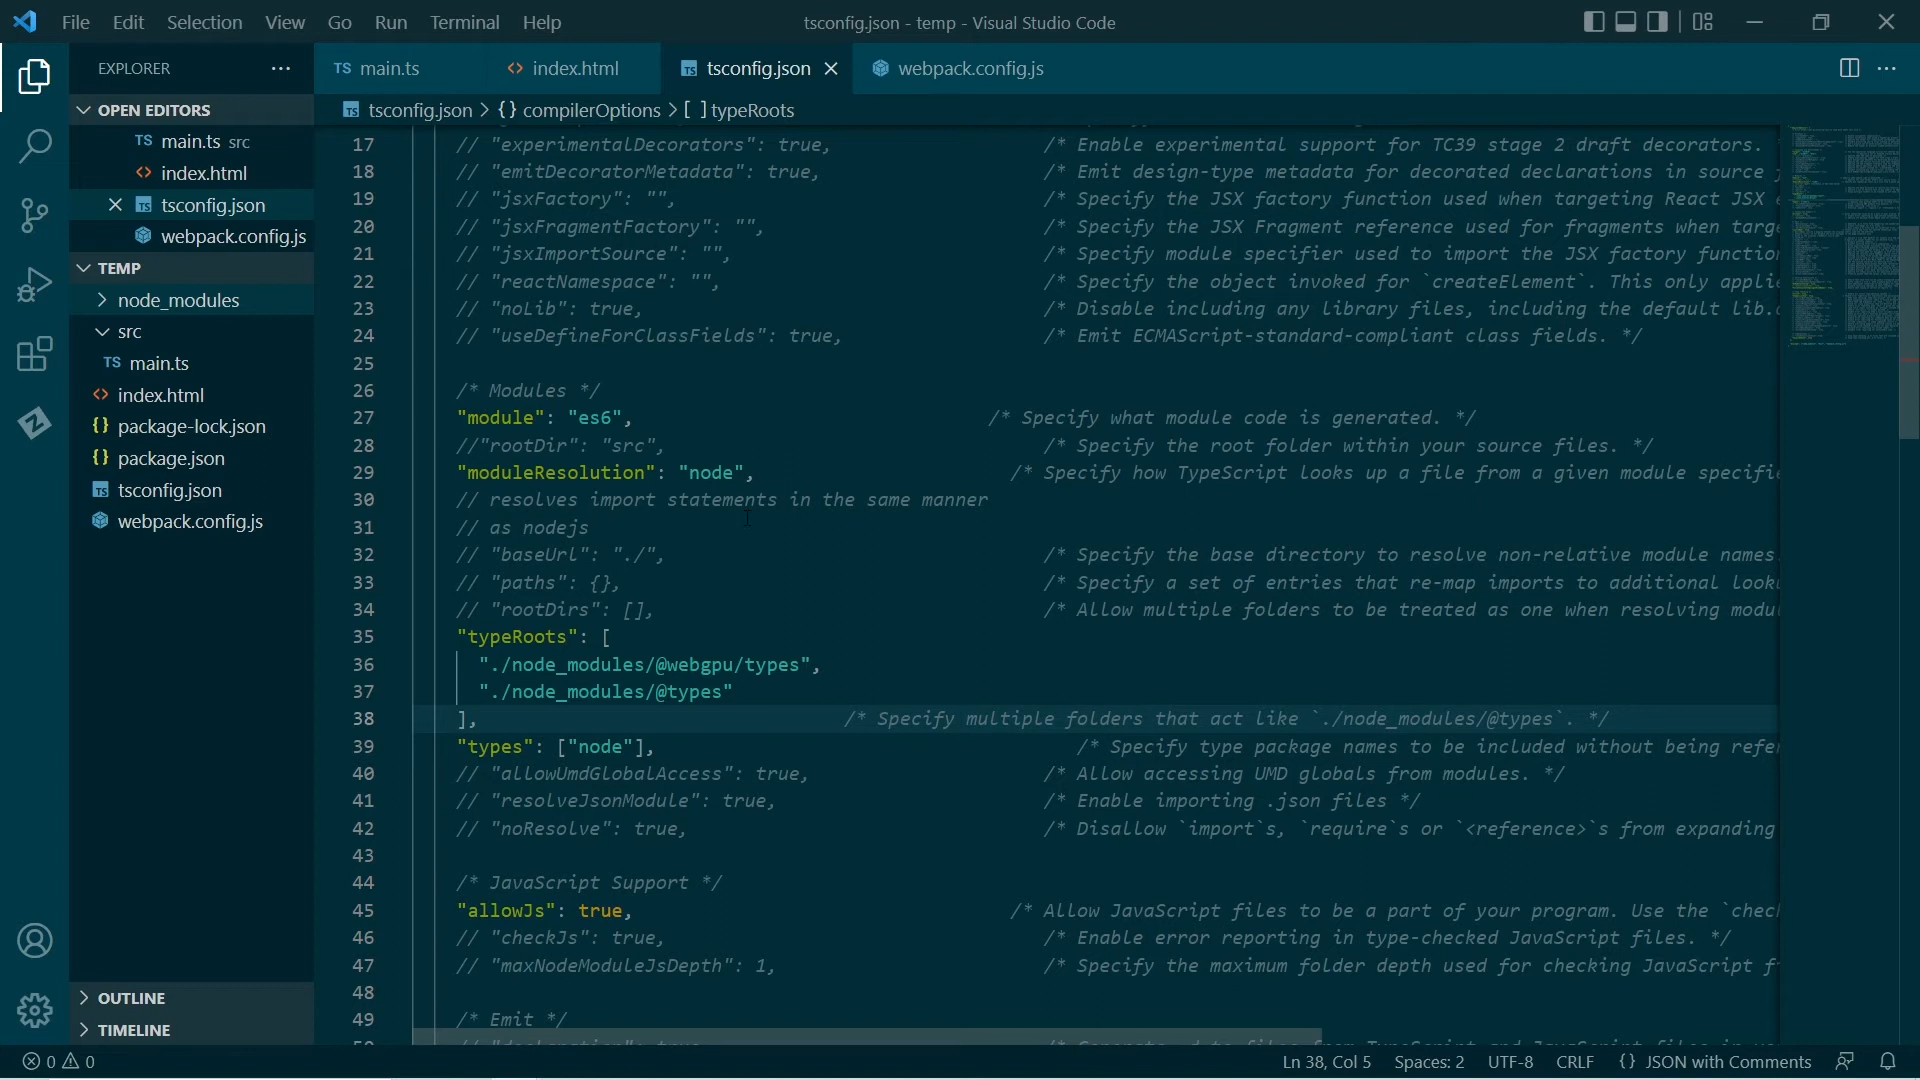 File Edit Selection View Go Run Terminal Help
tsconfig.json - temp - Visual Studio Code
EXPLORER
TS main.ts
<> index.html
TS tsconfig.json
webpack.config.js
OPEN EDITORS
TS main.ts src
<> index.html
TS tsconfig.json
webpack.config.js
TEMP
node_modules
src
TS main.ts
<> index.html
{} package-lock.json
{} package.json
TS tsconfig.json
webpack.config.js
OUTLINE
TIMELINE
TS tsconfig.json > {} compilerOptions > [ ] typeRoots
17 // "experimentalDecorators": true, /* Enable experimental support for TC39 stage 2 draft decorators.
18 // "emitDecoratorMetadata": true, /* Emit design-type metadata for decorated declarations in source
19 // "jsxFactory": "", /* Specify the JSX factory function used when targeting React JSX
20 // "jsxFragmentFactory": "", /* Specify the JSX Fragment reference used for fragments when
21 // "jsxImportSource": "", /* Specify module specifier used to import the JSX factory
22 // "reactNamespace": "", /* Specify the object invoked for `createElement`. This only
23 // "noLib": true, /* Disable including any library files, including the default
24 // "useDefineForClassFields": true, /* Emit ECMAScript-standard-compliant class fields. */
25
26 /* Modules */
27 "module": "es6", /* Specify what module code is generated. */
28 //"rootDir": "src", /* Specify the root folder within your source files. */
29 "moduleResolution": "node", /* Specify how TypeScript looks up a file from a given module
30 // resolves import statements in the same manner
31 // as nodejs
32 // "baseUrl": "./", /* Specify the base directory to resolve non-relative module names.
33 // "paths": {}, /* Specify a set of entries that re-map imports to additional
34 // "rootDirs": [], /* Allow multiple folders to be treated as one when resolving
35 "typeRoots": [
36 "./node_modules/@webgpu/types",
37 "./node_modules/@types"
38 ], /* Specify multiple folders that act like `./node_modules/@types`. */
39 "types": ["node"], /* Specify type package names to be included without being
40 // "allowUmdGlobalAccess": true, /* Allow accessing UMD globals from modules. */
41 // "resolveJsonModule": true, /* Enable importing .json files */
42 // "noResolve": true, /* Disallow `import`s, `require`s or `<reference>`s from expanding
43
44 /* JavaScript Support */
45 "allowJs": true, /* Allow JavaScript files to be a part of your program. Use the
46 // "checkJs": true, /* Enable error reporting in type-checked JavaScript files. */
47 // "maxNodeModuleJsDepth": 1, /* Specify the maximum folder depth used for checking JavaScript
48
49 /* Emit */
0 0
Ln 38, Col 5 Spaces: 2 UTF-8 CRLF {} JSON with Comments